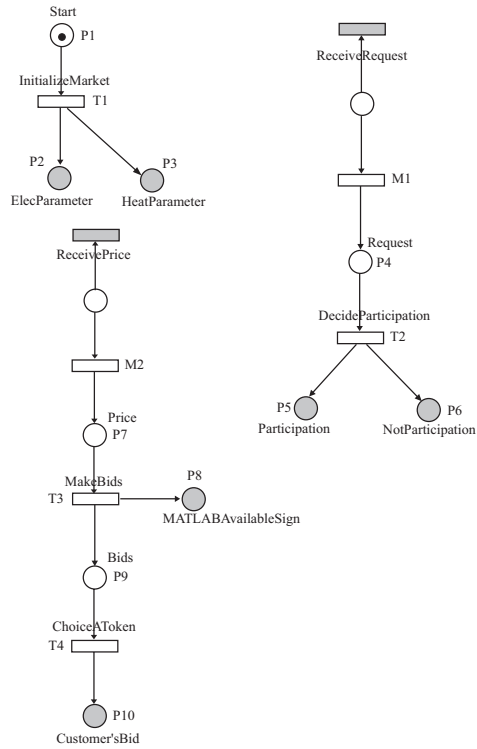 Start
P1
InitializeMarket
T1
P2
P3
ElecParameter
HeatParameter
ReceivePrice
M2
Price
P7
MakeBids
T3
P8
MATLABAvailableSign
Bids
P9
ChoiceAToken
T4
P10
Customer'sBid
ReceiveRequest
M1
Request
P4
DecideParticipation
T2
P5
P6
Participation
NotParticipation